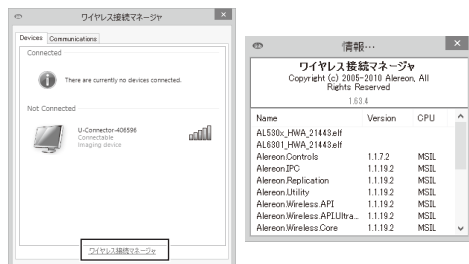 ワイヤレス接続マネージャ
Devices
Communications
Connected
There are currently no devices connected.
Not Connected
U-Connector-406596
Connectable
Imaging device
ワイヤレス接続マネージャ
情報…
ワイヤレス接続マネージャ
Copyright (c) 2005-2010 Alereon, All
Rights Reserved
1.63.4
Name Version CPU
AL530x_HWA_21443.elf
AL6301_HWA_21443.elf
Alereon.Controls 1.1.7.2 MSIL
Alereon.IPC 1.1.19.2 MSIL
Alereon.Replication 1.1.19.2 MSIL
Alereon.Utility 1.1.19.2 MSIL
Alereon.Wireless.API 1.1.19.2 MSIL
Alereon.Wireless.API.Ultra... 1.1.19.2 MSIL
Alereon.Wireless.Core 1.1.19.2 MSIL